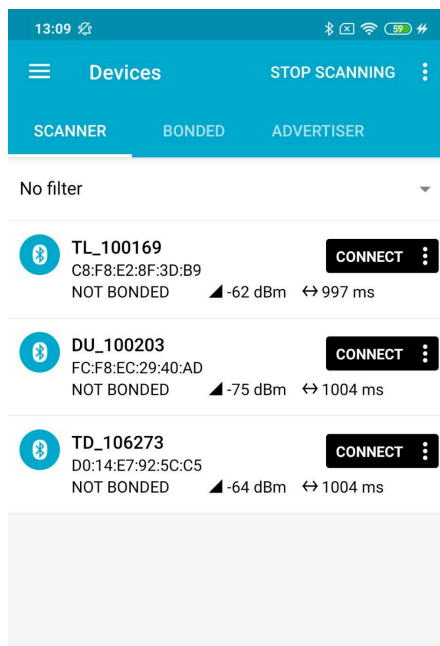 13:09 59
Devices STOP SCANNING
SCANNER BONDED ADVERTISER
No filter
TL_100169
C8:F8:E2:8F:3D:B9
CONNECT
NOT BONDED -62 dBm 997 ms
DU_100203
FC:F8:EC:29:40:AD
CONNECT
NOT BONDED -75 dBm 1004 ms
TD_106273
D0:14:E7:92:5C:C5
CONNECT
NOT BONDED -64 dBm 1004 ms